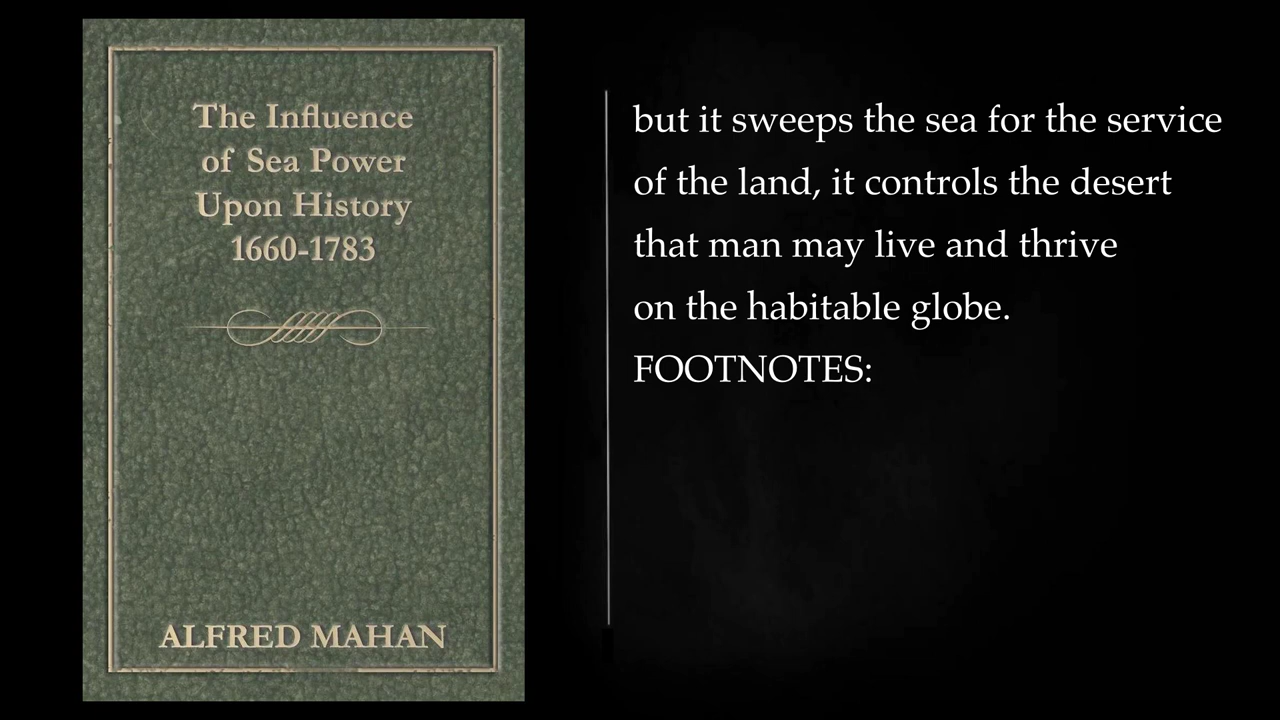 The Influence
of Sea Power
Upon History
1660-1783
ALFRED MAHAN
but it sweeps the sea for the service
of the land, it controls the desert
that man may live and thrive
on the habitable globe.
FOOTNOTES: